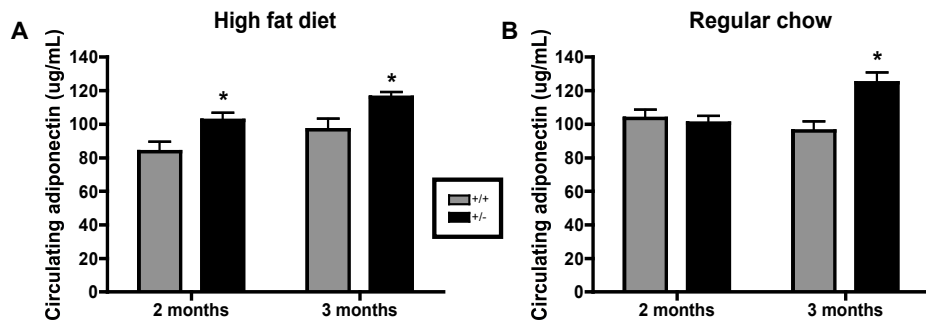 A
High fat diet
Circulating adiponectin (ug/mL)
140
120
100
80
60
40
20
0
*
*
2 months
3 months
+/+
+/-
B
Regular chow
Circulating adiponectin (ug/mL)
140
120
100
80
60
40
20
0
*
2 months
3 months